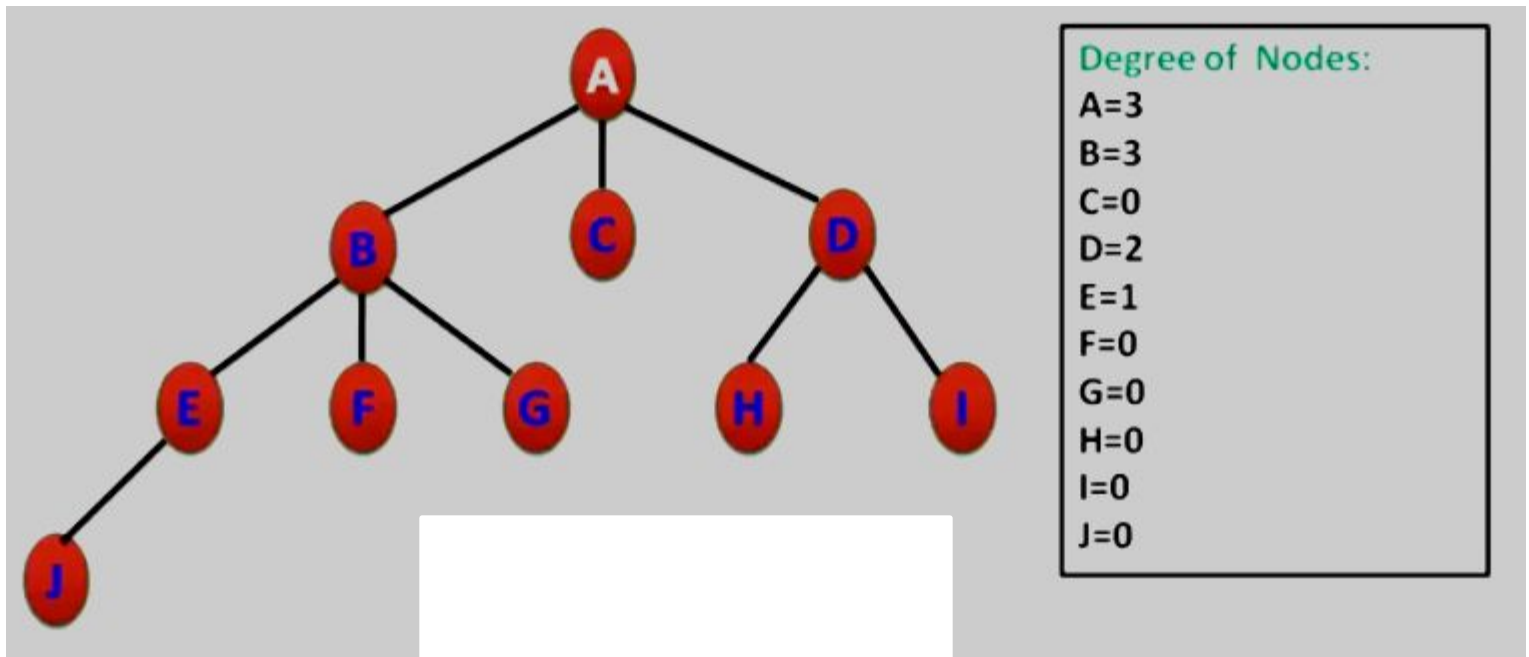 A
B
C
D
E
F
G
H
I
J
Degree of Nodes:
A=3
B=3
C=0
D=2
E=1
F=0
G=0
H=0
I=0
J=0